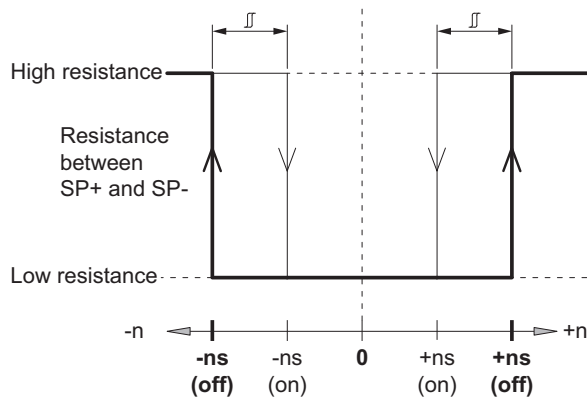 High resistance
Resistance
between
SP+ and SP-
Low resistance
-n
+n
-ns
(off)
-ns
(on)
0
+ns
(on)
+ns
(off)